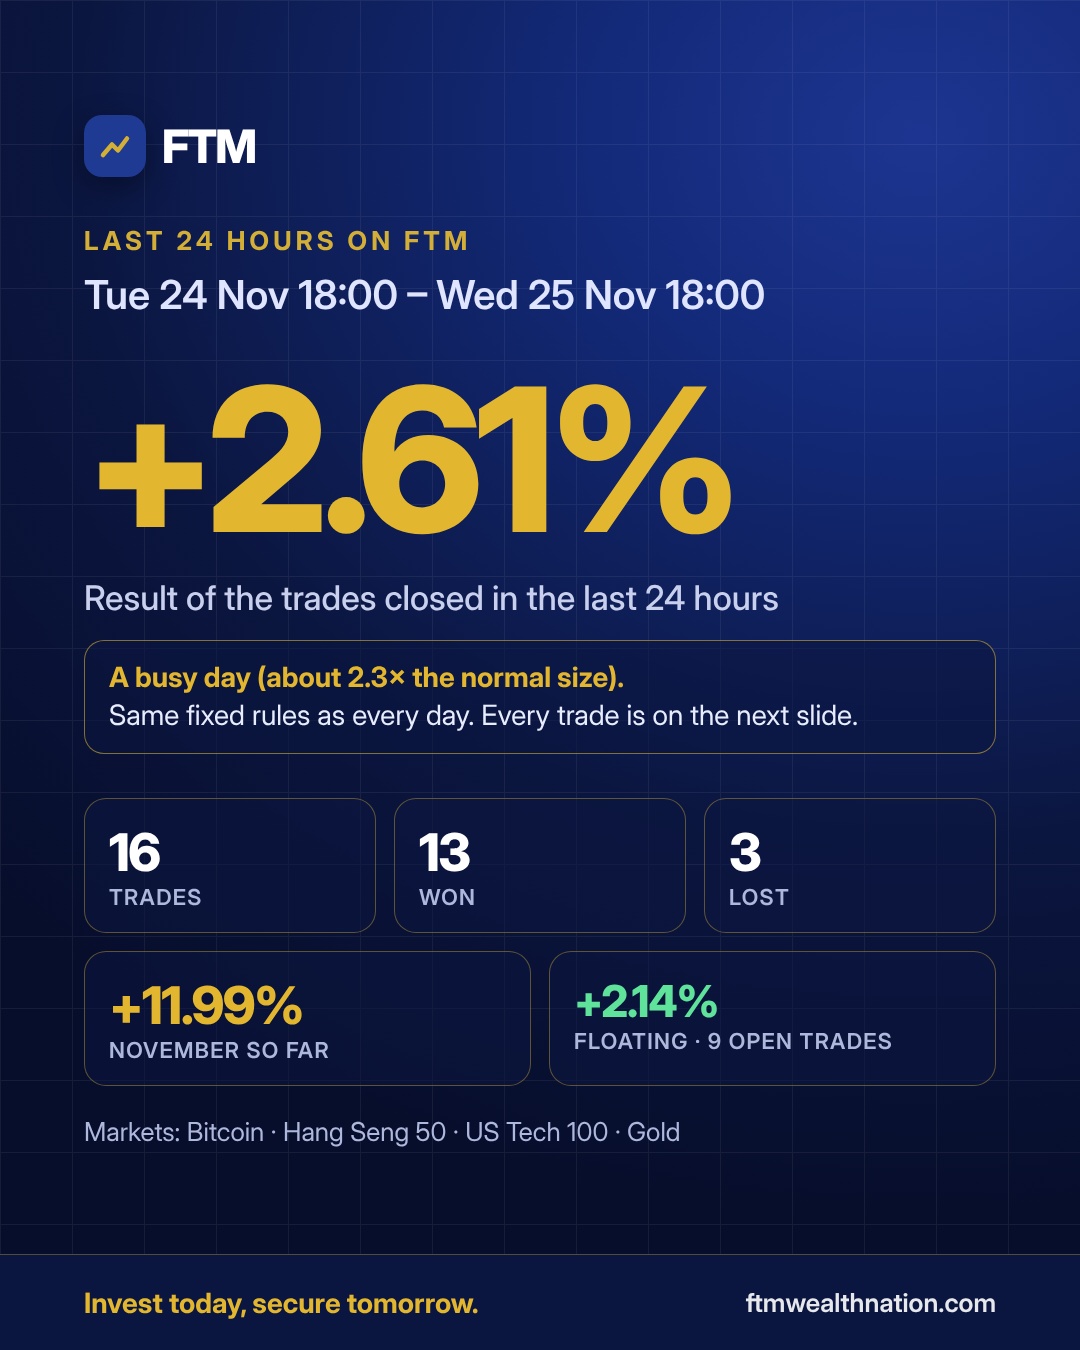 FTM
LAST 24 HOURS ON FTM
Tue 24 Nov 18:00 – Wed 25 Nov 18:00
+2.61%
Result of the trades closed in the last 24 hours
A busy day (about 2.3× the normal size).
Same fixed rules as every day. Every trade is on the next slide.
16
TRADES
13
WON
3
LOST
+11.99%
NOVEMBER SO FAR
+2.14%
FLOATING · 9 OPEN TRADES
Markets: Bitcoin · Hang Seng 50 · US Tech 100 · Gold
Invest today, secure tomorrow.
ftmwealthnation.com